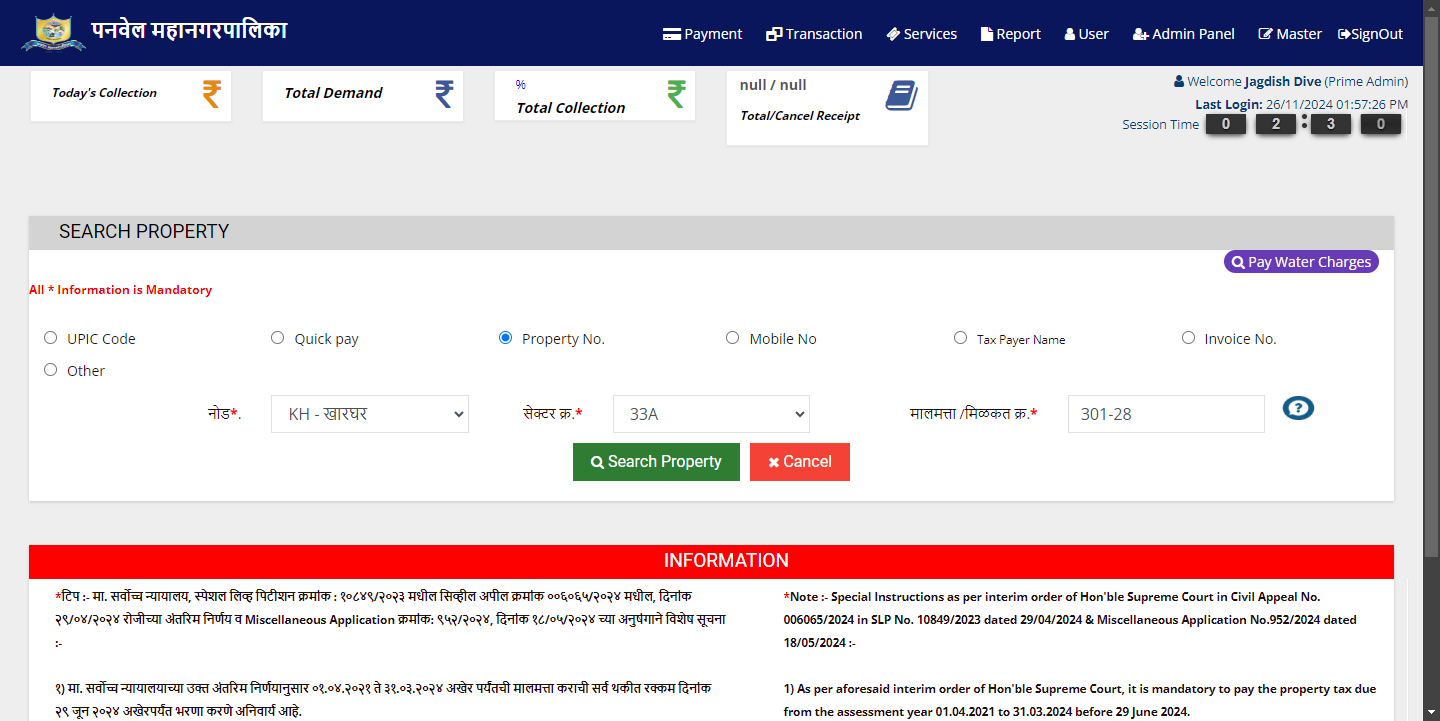 पनवेल महानगरपालिका
Payment Transaction Services Report User Admin Panel Master SignOut
Today's Collection
Total Demand
%
Total Collection
null / null
Total/Cancel Receipt
Welcome Jagdish Dive (Prime Admin)
Last Login: 26/11/2024 01:57:26 PM
Session Time 0 2 : 3 0
SEARCH PROPERTY
Pay Water Charges
All * Information is Mandatory
UPIC Code Quick pay Property No. Mobile No Tax Payer Name Invoice No.
Other
नोड*. KH - खारघर सेक्टर क्र.* 33A मालमत्ता /मिळकत क्र.* 301-28 ?
Search Property Cancel
INFORMATION
*टिप :- मा. सर्वोच्च न्यायालय, स्पेशल लिव्ह पिटीशन क्रमांक : १०८४९/२०२३ मधील सिव्हील अपील क्रमांक ००६०६५/२०२४ मधील, दिनांक
२९/०४/२०२४ रोजीच्या अंतरिम निर्णय व Miscellaneous Application क्रमांक: ९५२/२०२४, दिनांक १८/०५/२०२४ च्या अनुषंगाने विशेष सूचना
:-
१) मा. सर्वोच्च न्यायालयाच्या उक्त अंतरिम निर्णयानुसार ०१.०४.२०२१ ते ३१.०३.२०२४ अखेर पर्यंतची मालमत्ता कराची सर्व थकीत रक्कम दिनांक
२९ जून २०२४ अखेरपर्यंत भरणा करणे अनिवार्य आहे.
*Note :- Special Instructions as per interim order of Hon'ble Supreme Court in Civil Appeal No.
006065/2024 in SLP No. 10849/2023 dated 29/04/2024 & Miscellaneous Application No.952/2024 dated
18/05/2024 :-
1) As per aforesaid interim order of Hon'ble Supreme Court, it is mandatory to pay the property tax due
from the assessment year 01.04.2021 to 31.03.2024 before 29 June 2024.